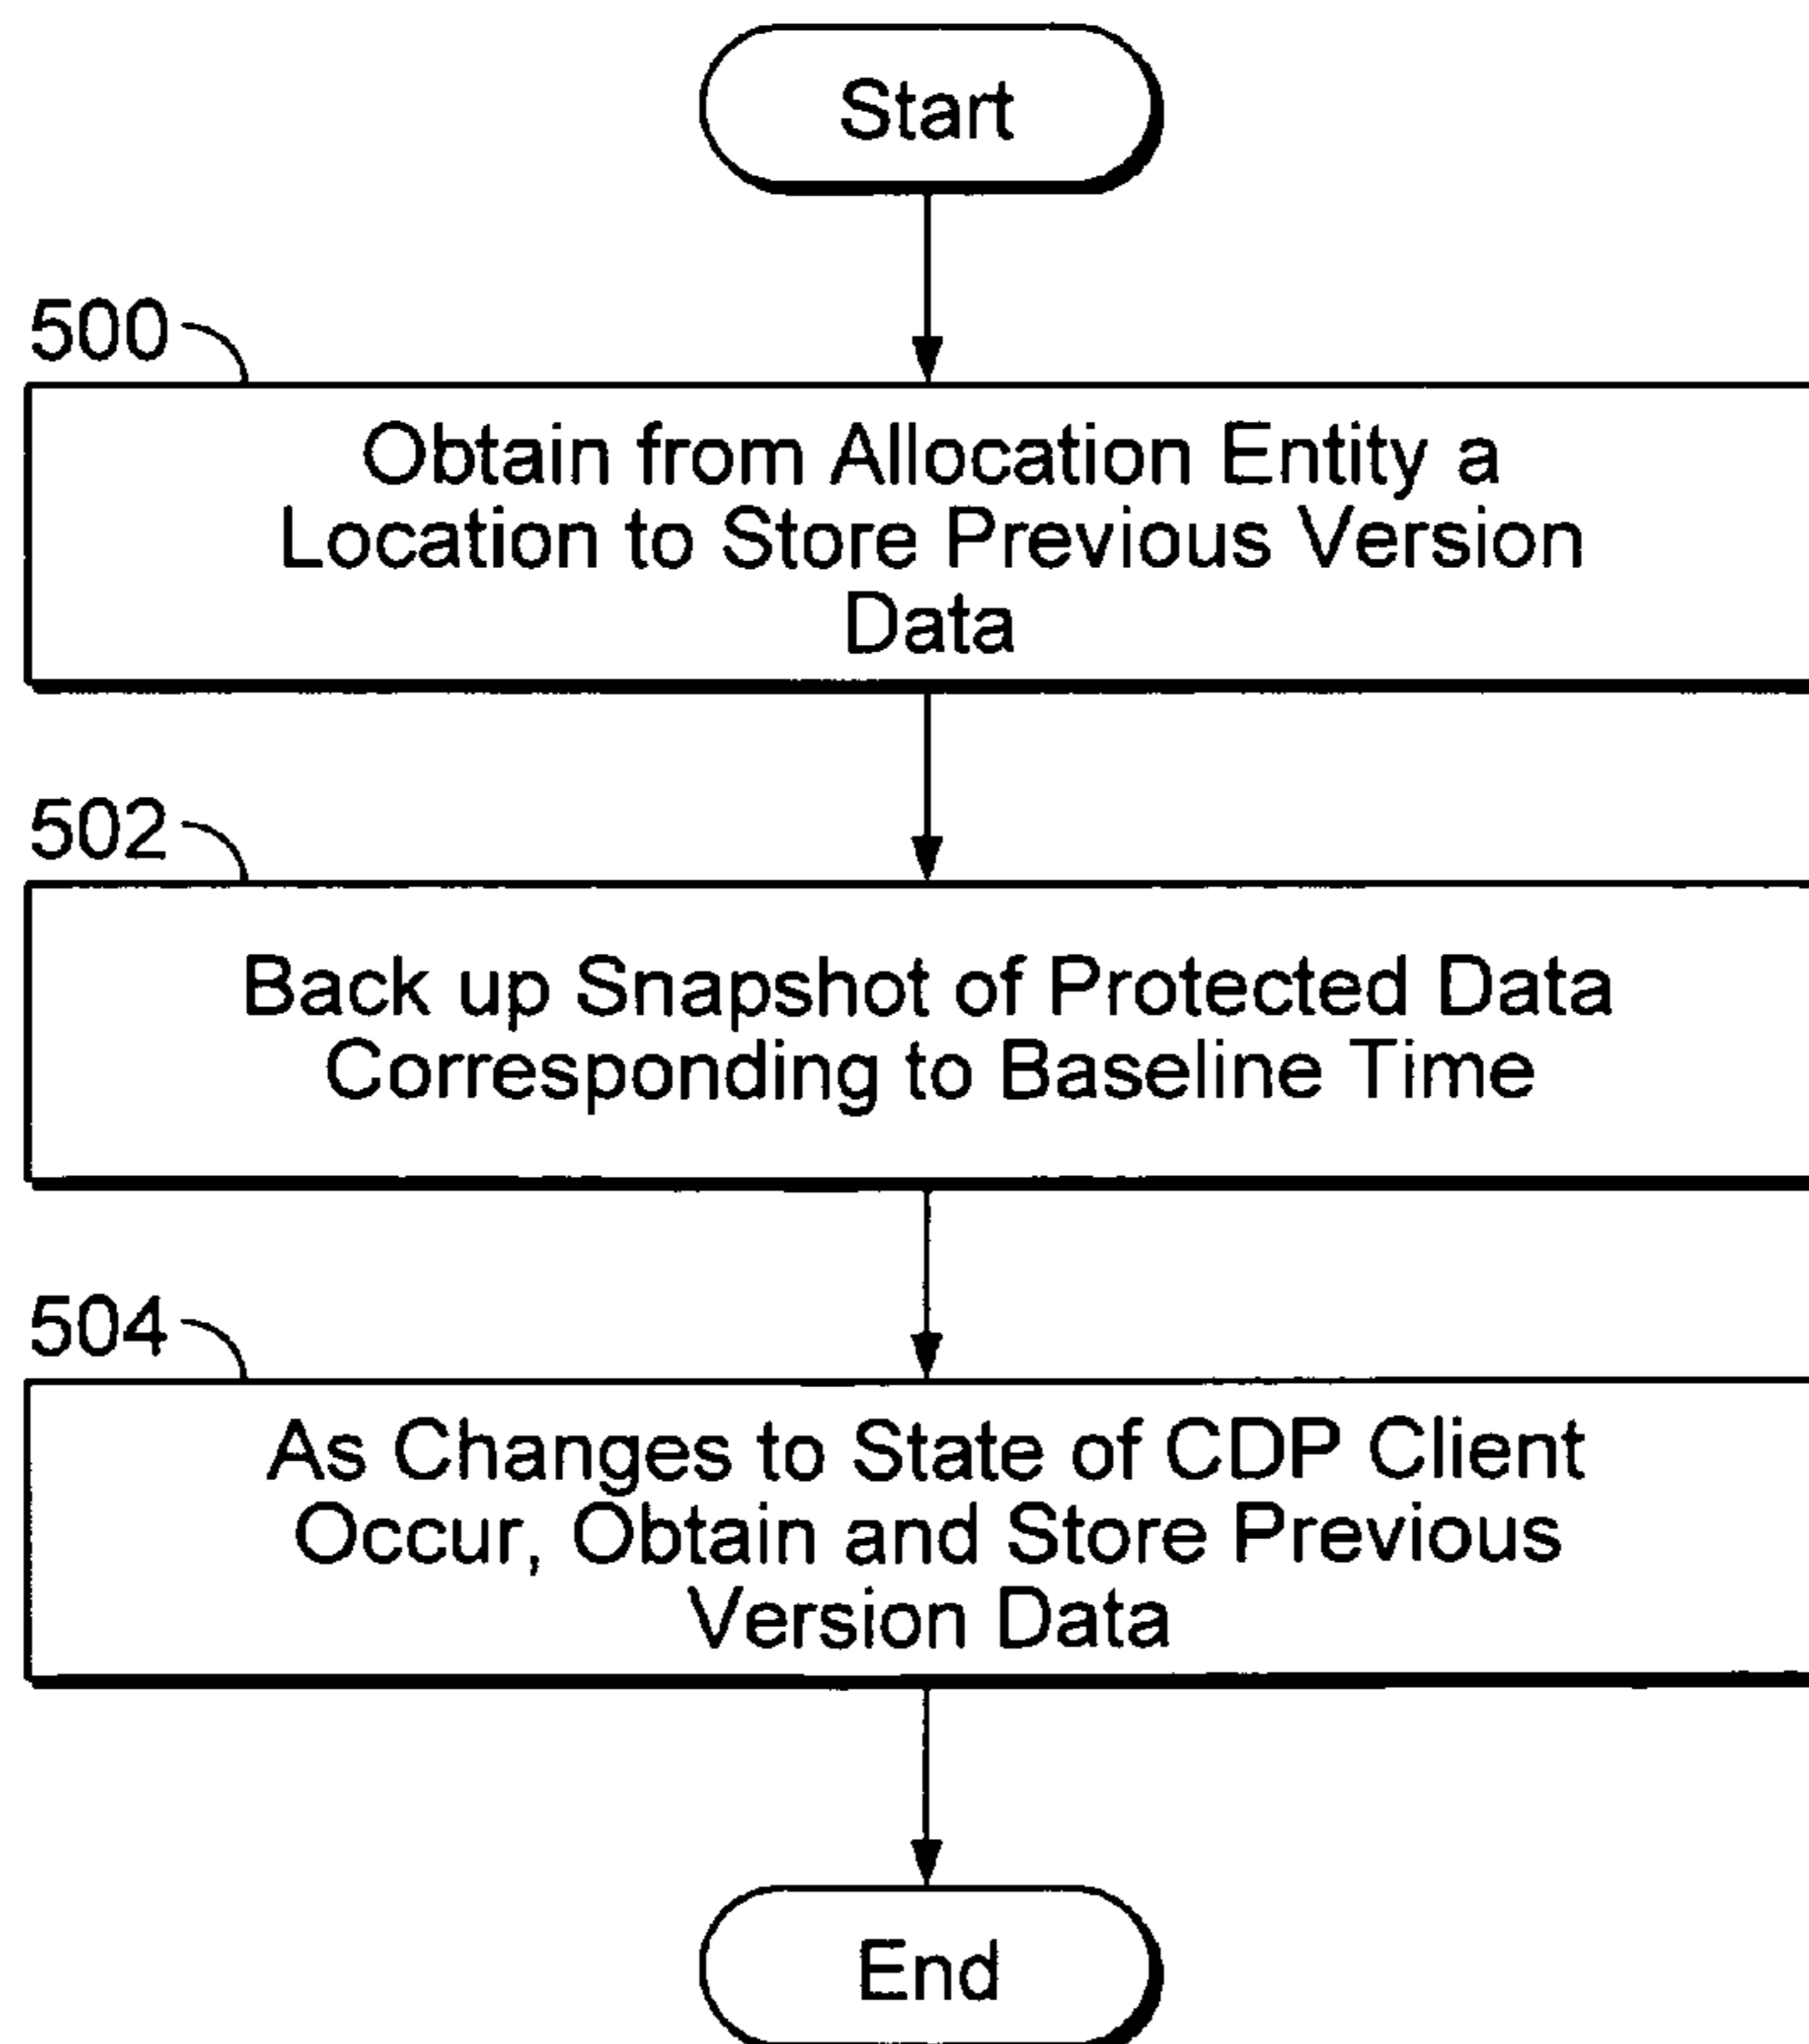 Start
500
Obtain from Allocation Entity a
Location to Store Previous Version
Data
502
Back up Snapshot of Protected Data
Corresponding to Baseline Time
504
As Changes to State of CDP Client
Occur, Obtain and Store Previous
Version Data
End